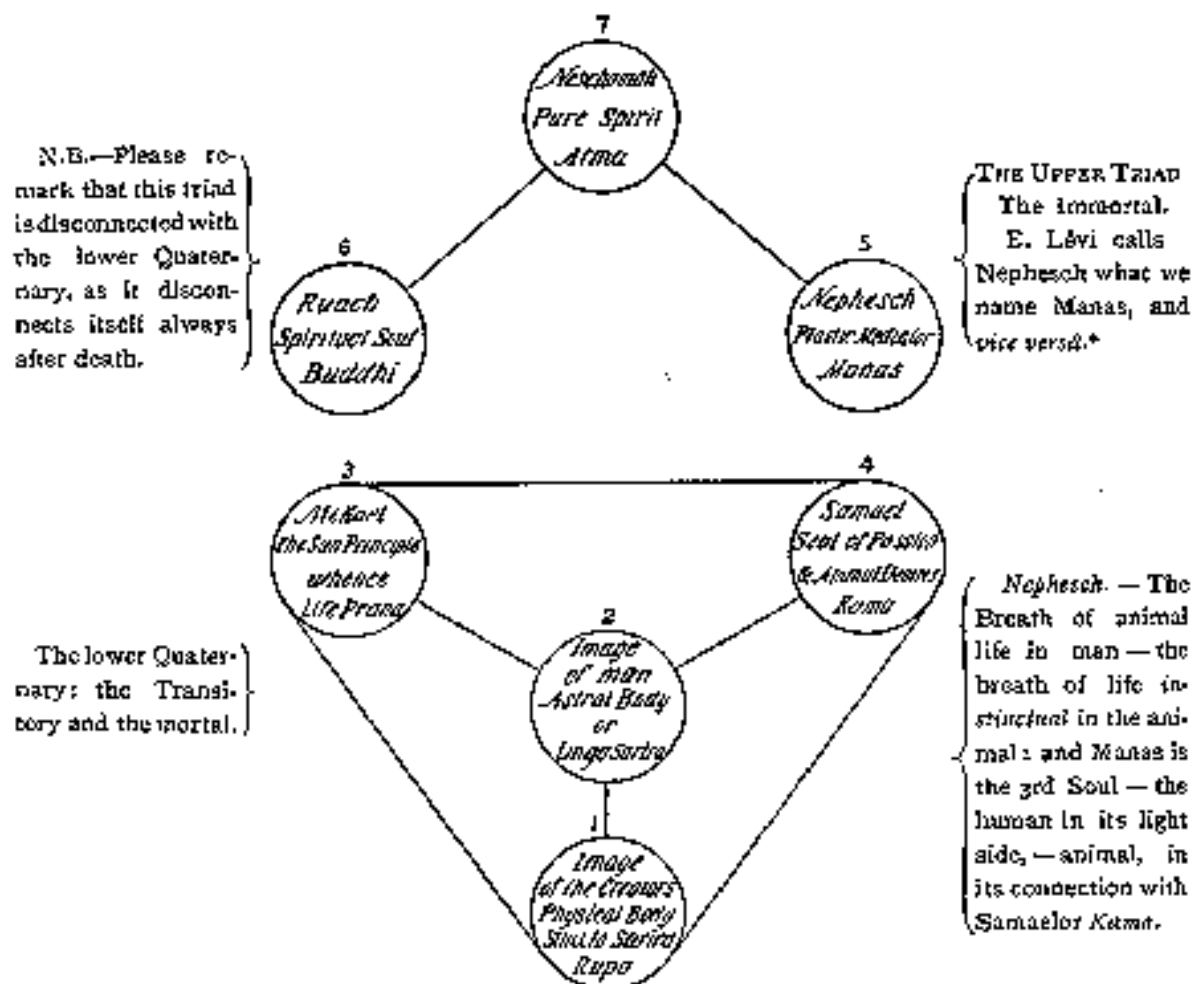 7
Neschamah
Pure Spirit
Atma
N.B.—Please re-
mark that this triad
is disconnected with
the lower Quater-
nary, as it discon-
nects itself always
after death.
THE UPPER TRIAD
The immortal.
E. Lévi calls
Nephesch what we
name Manas, and
vice versâ.*
6
Ruach
Spiritual Soul
Buddhi
5
Nephesch
Plastic Mediator
Manas
3
the Sun Principle
whence
Life Prana
4
Samael
Seat of Passion
& Animal Desires
Kama
2
Image
of man
Astral Body
or
Linga Sarira
The lower Quater-
nary: the Transi-
tory and the mortal.
Nephesch. — The
Breath of animal
life in man — the
breath of life in-
stinctual in the ani-
mal: and Manas is
the 3rd Soul — the
human in its light
side, — animal, in
its connection with
Samael or Kama.
1
Image
of the Creators
Physical Body
Sarira
Rupa